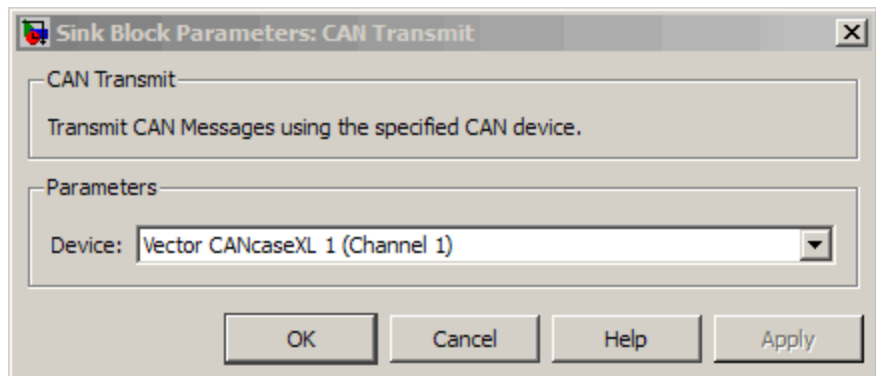 Sink Block Parameters: CAN Transmit
CAN Transmit
Transmit CAN Messages using the specified CAN device.
Parameters
Device: Vector CANcaseXL 1 (Channel 1)
OK Cancel Help Apply